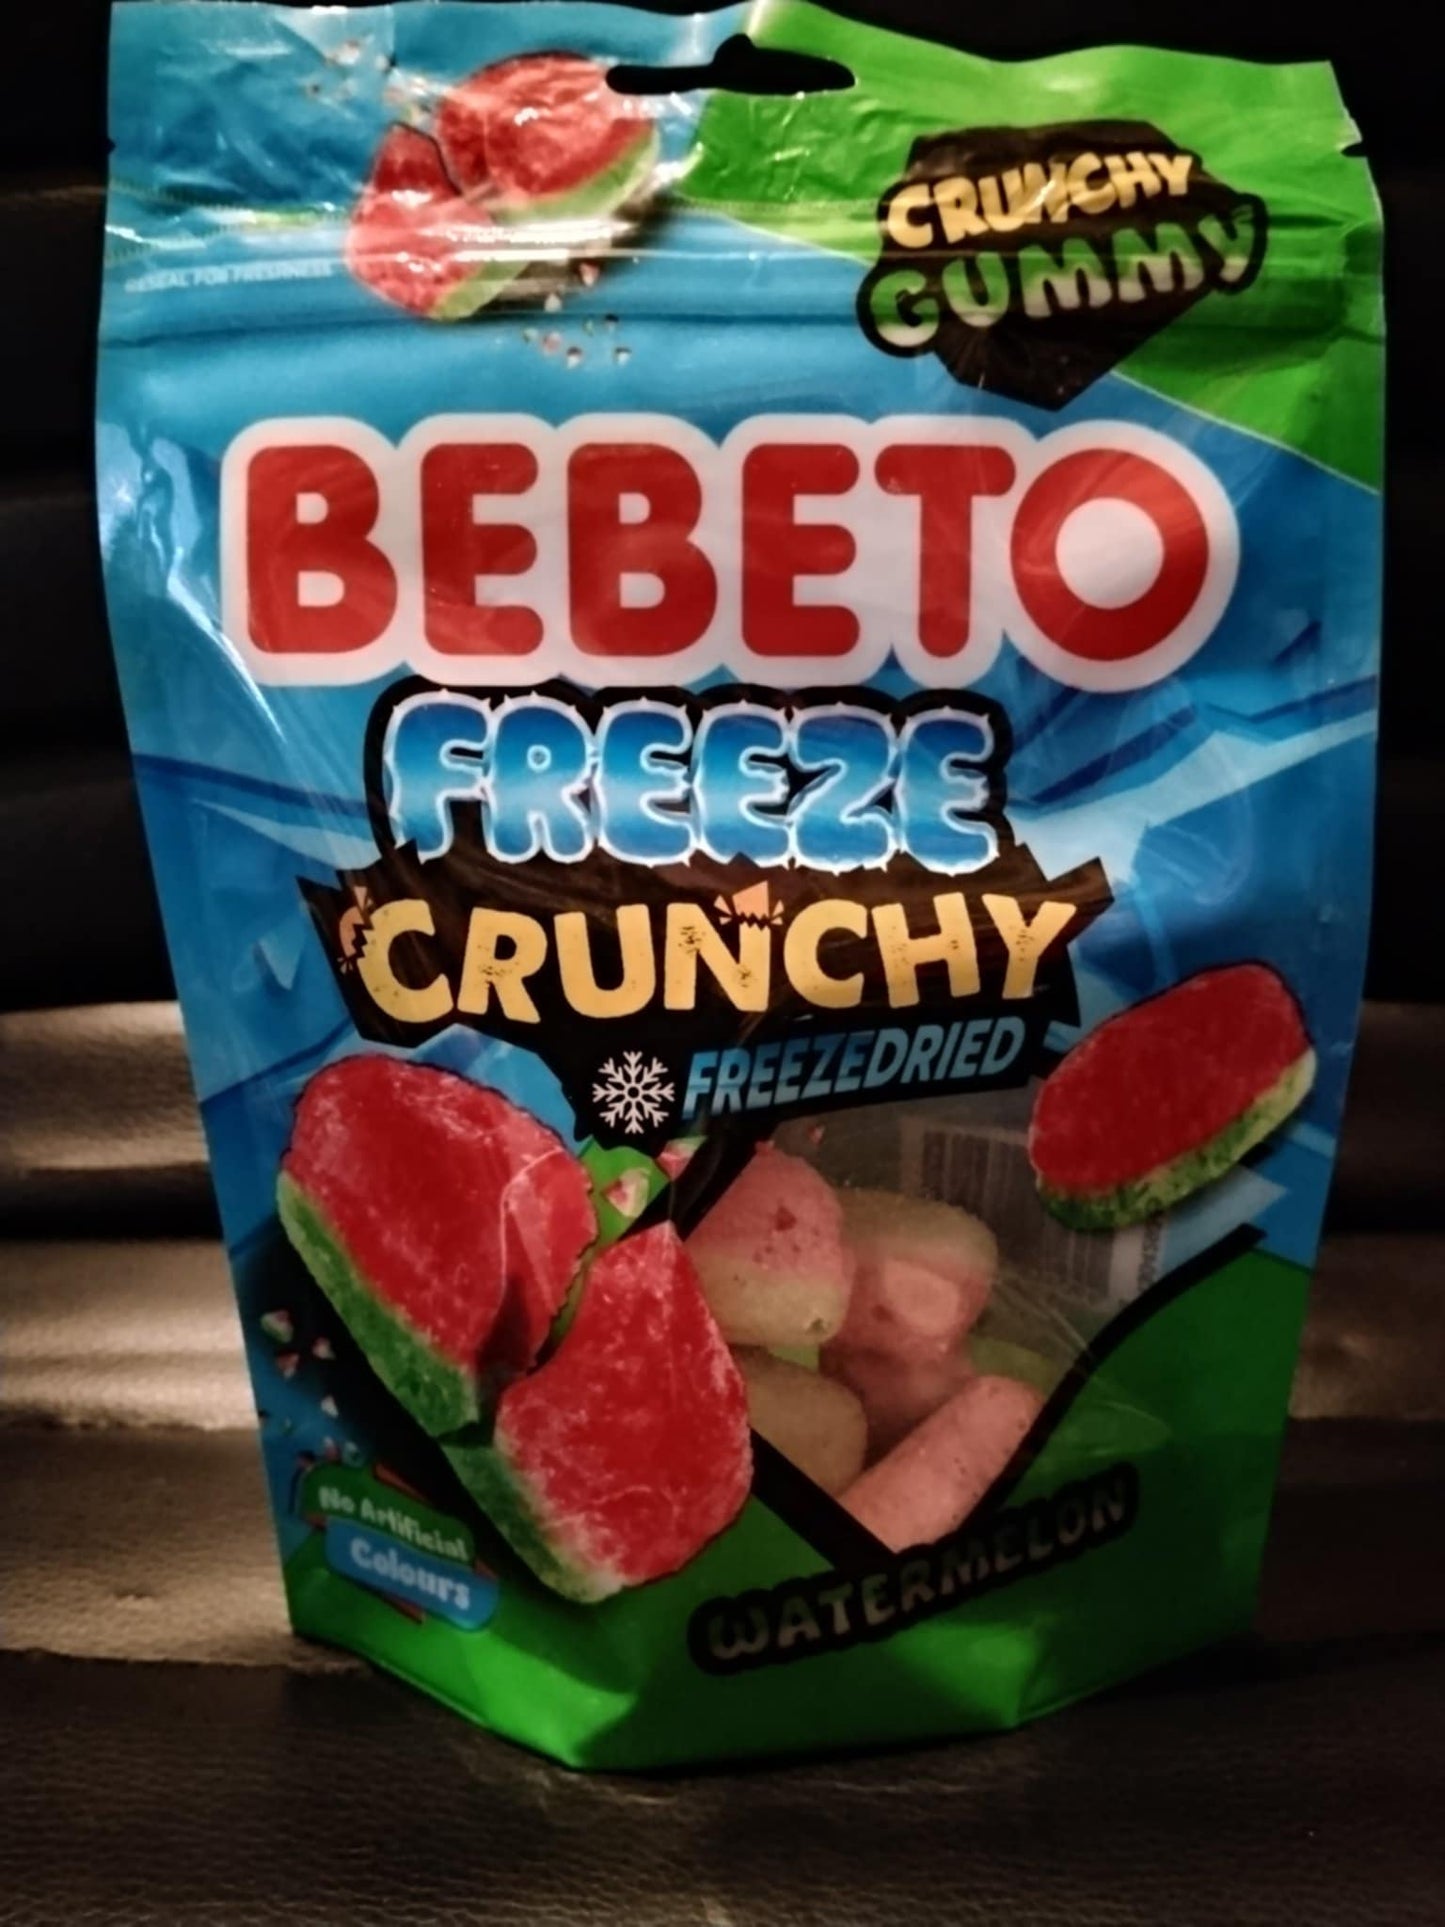 CRUNCHY
GUMMY
RESEAL FOR FRESHNESS
BEBETO
FREEZE
CRUNCHY
FREEZEDRIED
No Artificial
Colours
WATERMELON